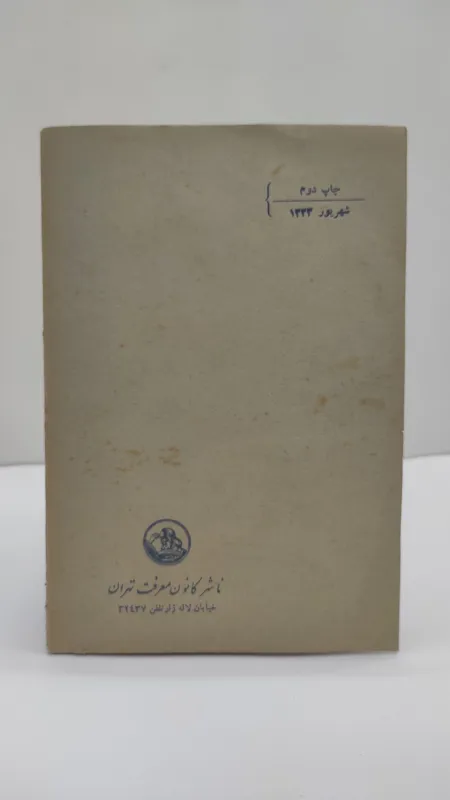 چاپ دوم
شهریور ۱۳۳۳
ناشر کانون معرفت تهران
خیابان لاله زار تلفن ۳۲۴۳۷